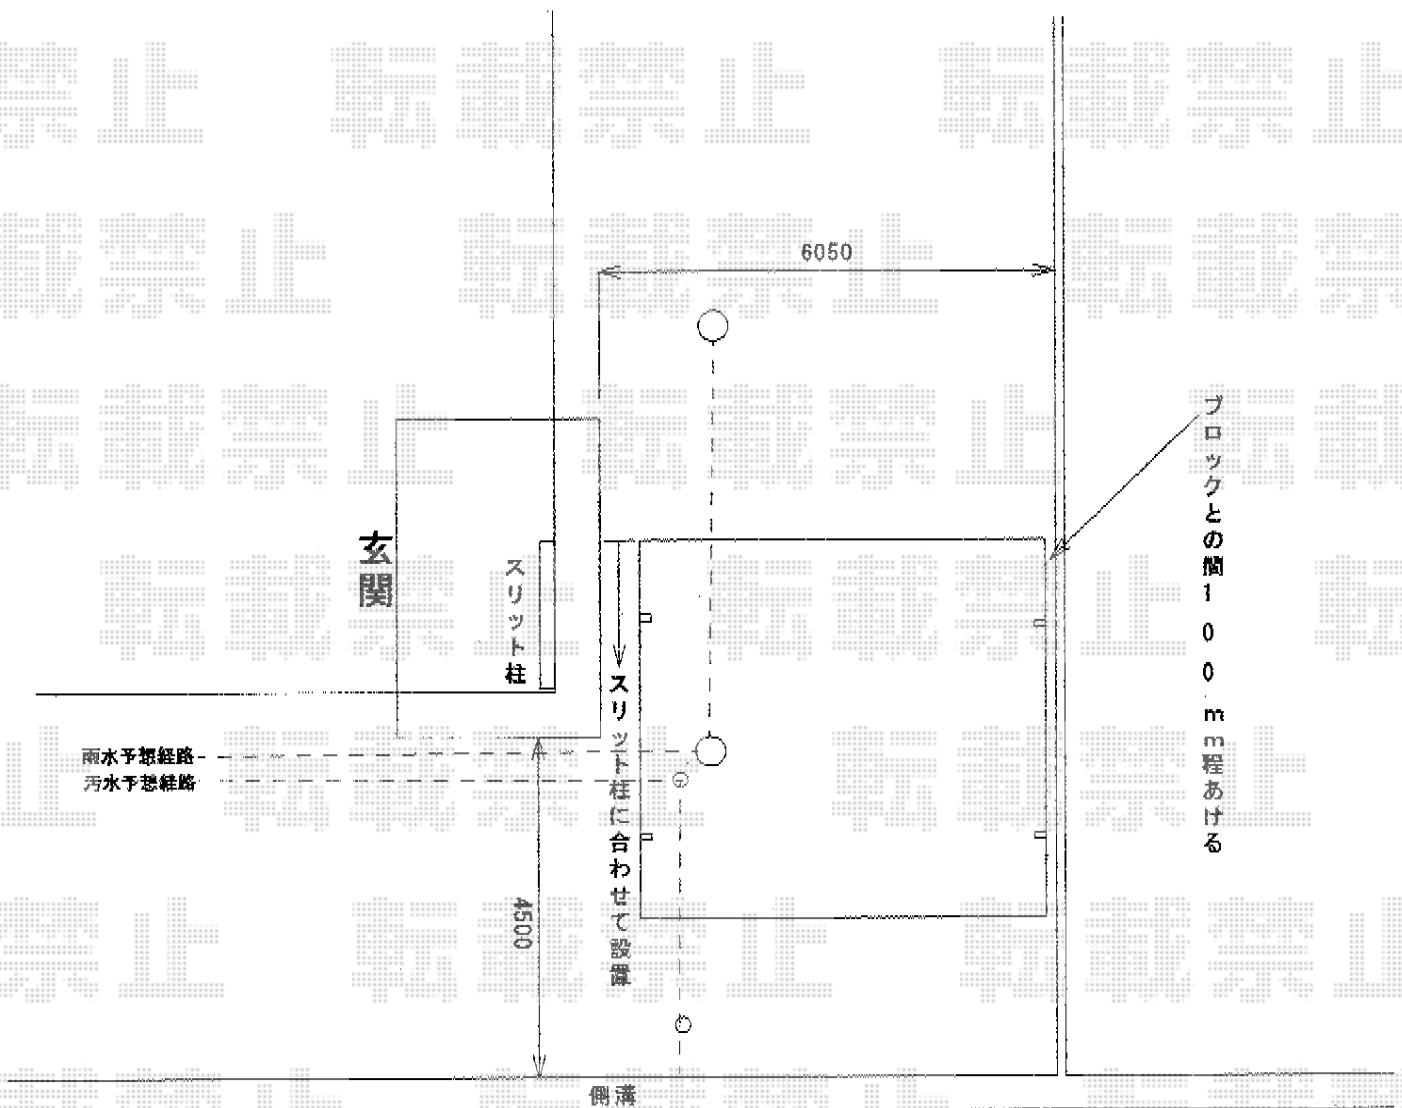 転載禁止
6050
ブロックとの間100mm程あける
玄関
スリット柱
スリット柱に合わせて設置
雨水予想経路
汚水予想経路
4500
側溝